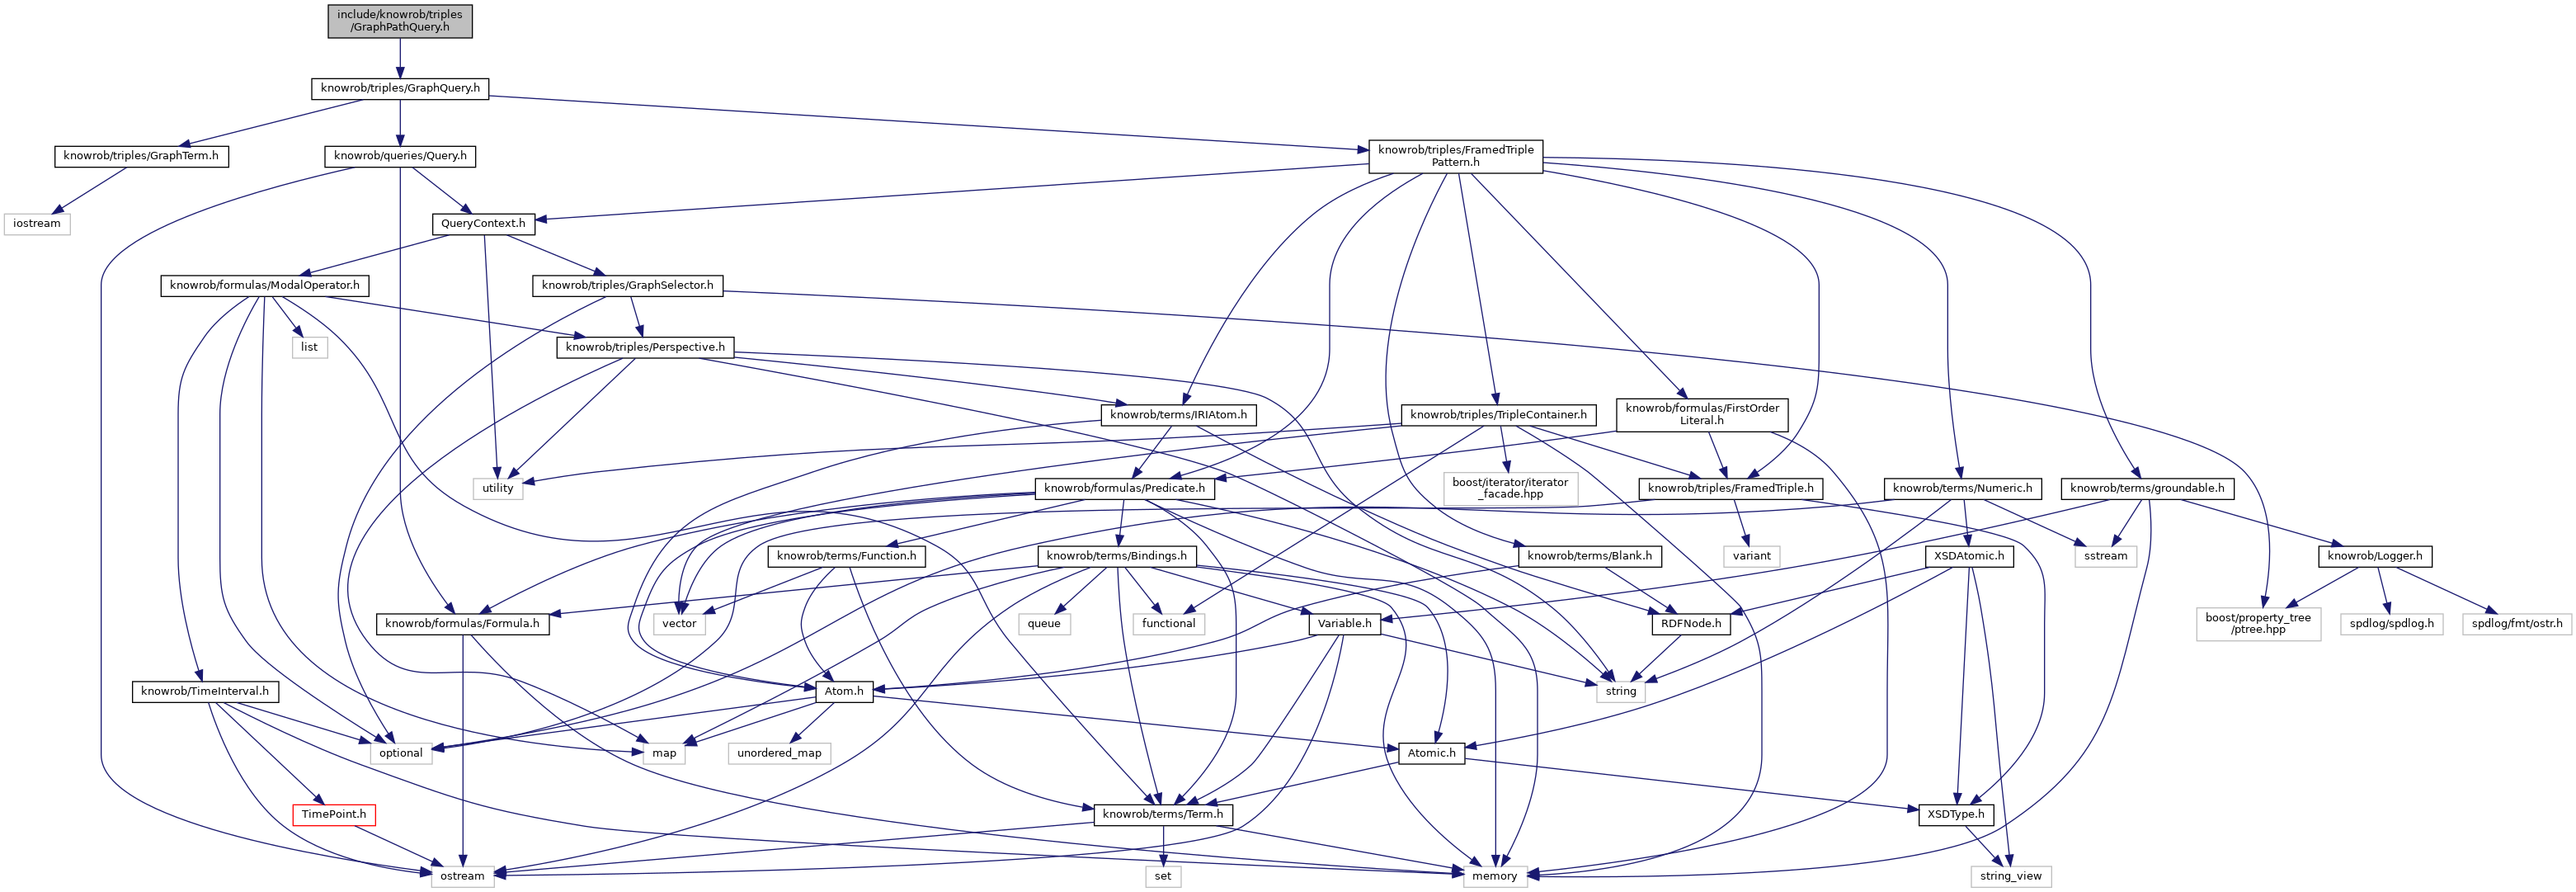 include/knowrob/triples
/GraphPathQuery.h
knowrob/triples/GraphQuery.h
knowrob/triples/GraphTerm.h
knowrob/queries/Query.h
knowrob/triples/FramedTriple
Pattern.h
iostream
QueryContext.h
knowrob/formulas/ModalOperator.h
knowrob/triples/GraphSelector.h
list
knowrob/triples/Perspective.h
knowrob/terms/IRIAtom.h
knowrob/triples/TripleContainer.h
knowrob/formulas/FirstOrder
Literal.h
utility
knowrob/formulas/Predicate.h
boost/iterator/iterator
_facade.hpp
knowrob/triples/FramedTriple.h
knowrob/terms/Numeric.h
knowrob/terms/groundable.h
knowrob/terms/Function.h
knowrob/terms/Bindings.h
knowrob/terms/Blank.h
variant
XSDAtomic.h
sstream
knowrob/Logger.h
knowrob/formulas/Formula.h
vector
queue
functional
Variable.h
RDFNode.h
boost/property_tree
/ptree.hpp
spdlog/spdlog.h
spdlog/fmt/ostr.h
knowrob/TimeInterval.h
Atom.h
string
optional
map
unordered_map
Atomic.h
TimePoint.h
knowrob/terms/Term.h
XSDType.h
ostream
set
memory
string_view